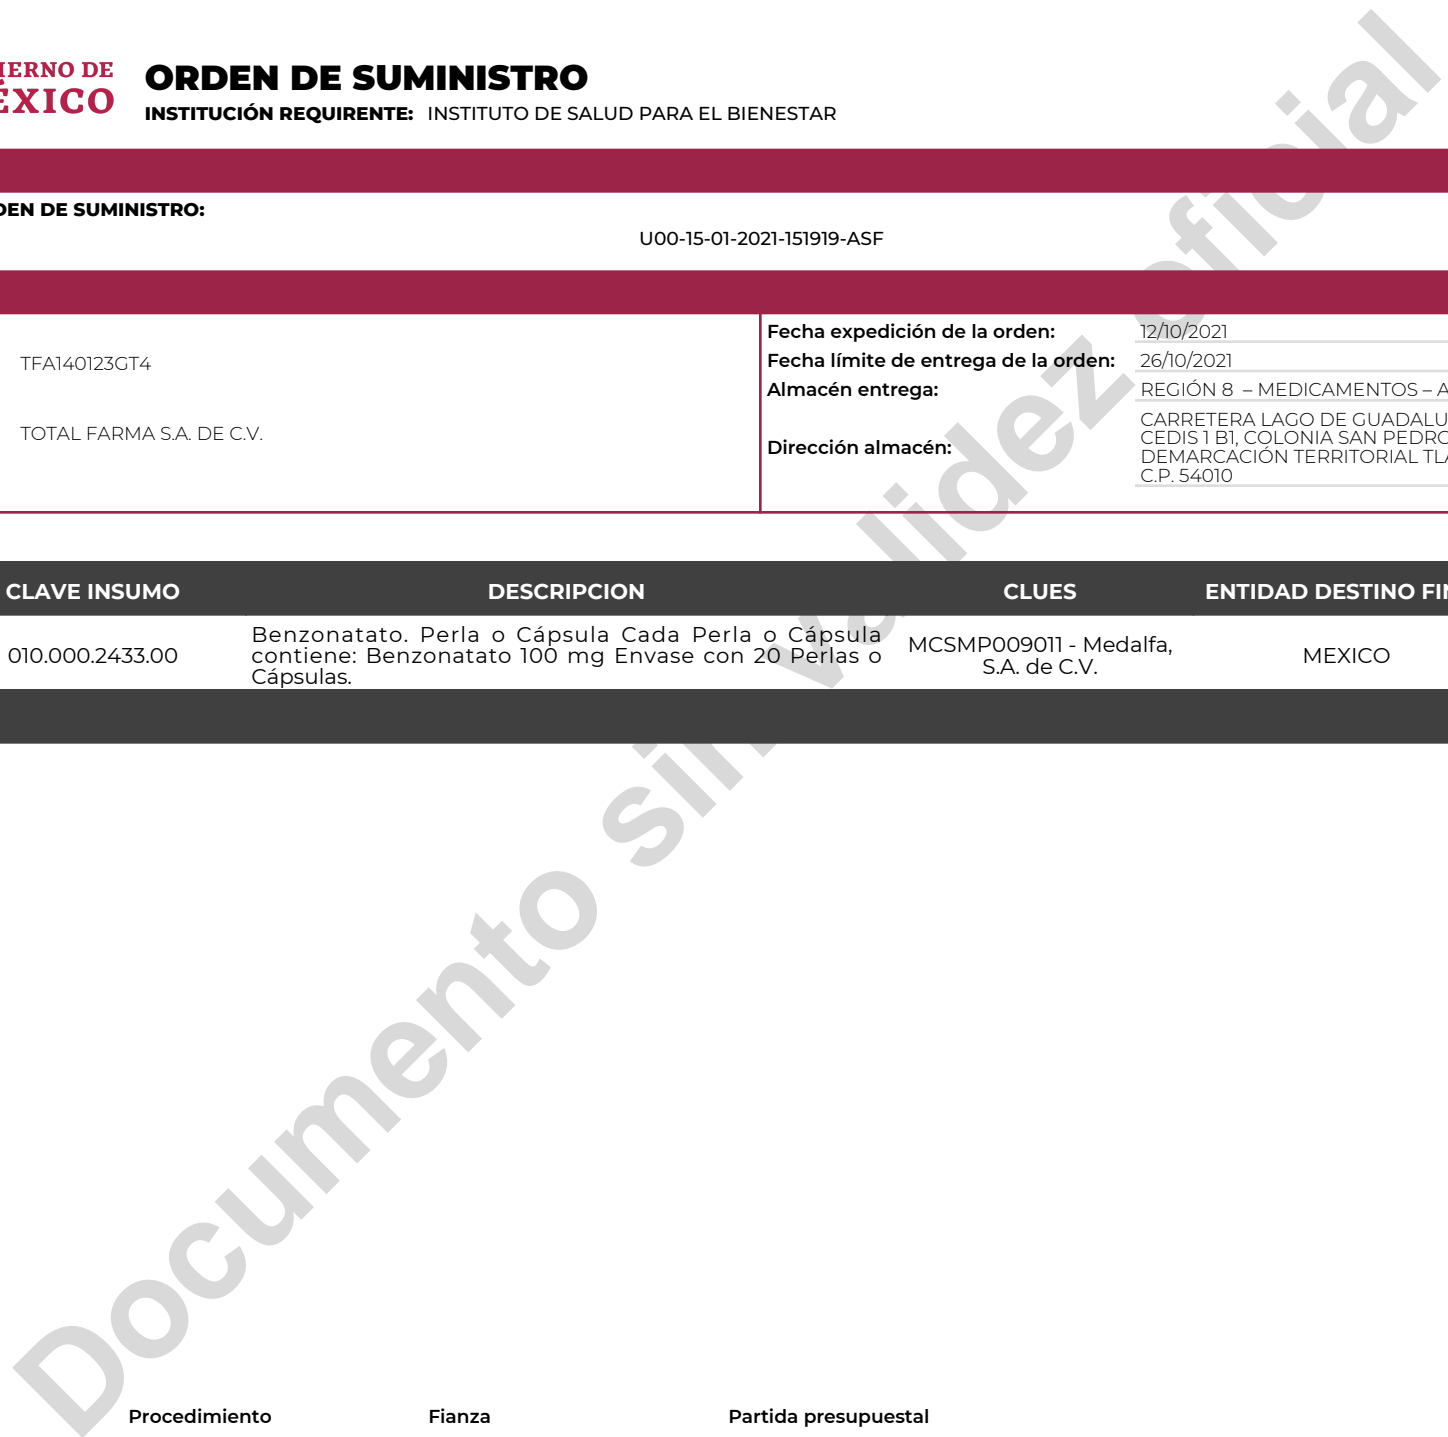 ORDEN DE SUMINISTRO
INSTITUCIÓN REQUIRENTE: INSTITUTO DE SALUD PARA EL BIENESTAR
IERNO DE
ÉXICO
DEN DE SUMINISTRO:
U00-15-01-2021-151919-ASF
TFA140123GT4
TOTAL FARMA S.A. DE C.V.
Fecha expedición de la orden: 12/10/2021
Fecha límite de entrega de la orden: 26/10/2021
Almacén entrega: REGIÓN 8 – MEDICAMENTOS – A
Dirección almacén:
CARRETERA LAGO DE GUADALU
CEDIS 1 B1, COLONIA SAN PEDRO
DEMARCACIÓN TERRITORIAL TLA
C.P. 54010
CLAVE INSUMO DESCRIPCION CLUES ENTIDAD DESTINO FIN
010.000.2433.00
Benzonatato. Perla o Cápsula Cada Perla o Cápsula
contiene: Benzonatato 100 mg Envase con 20 Perlas o
Cápsulas.
MCSMP009011 - Medalfa,
S.A. de C.V.
MEXICO
Documento sin validez oficial
Procedimiento Fianza Partida presupuestal